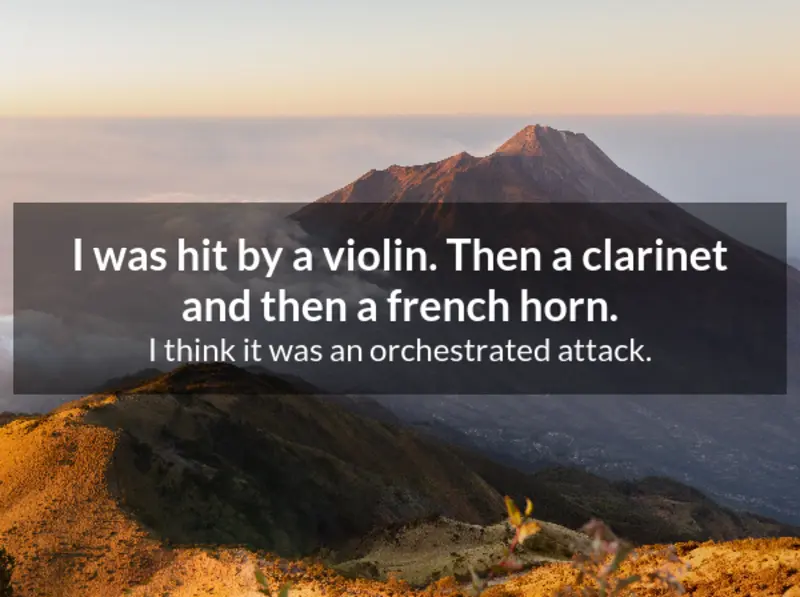 I was hit by a violin. Then a clarinet
and then a french horn.
I think it was an orchestrated attack.